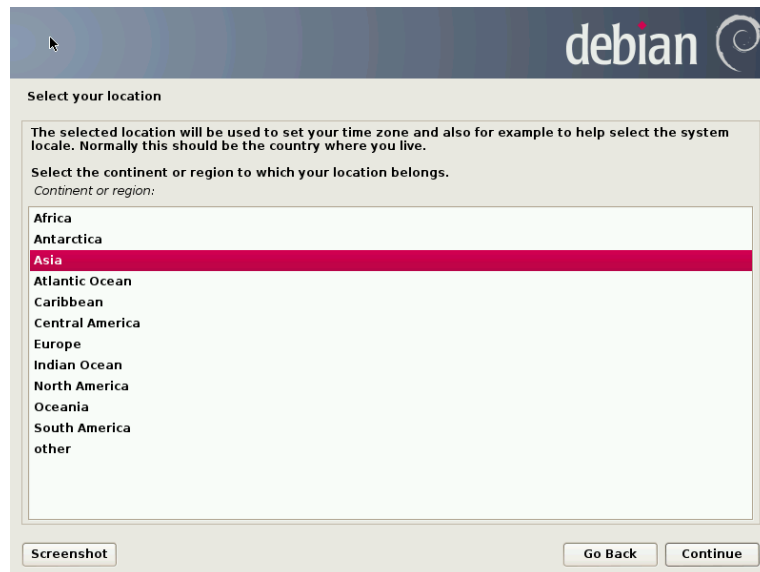 debian
Select your location
The selected location will be used to set your time zone and also for example to help select the system
locale. Normally this should be the country where you live.
Select the continent or region to which your location belongs.
Continent or region:
Africa
Antarctica
Asia
Atlantic Ocean
Caribbean
Central America
Europe
Indian Ocean
North America
Oceania
South America
other
Screenshot
Go Back
Continue